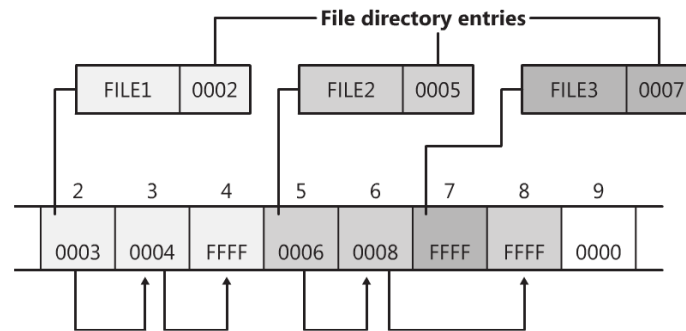 File directory entries
FILE1 0002 FILE2 0005 FILE3 0007
2 3 4 5 6 7 8 9
0003 0004 FFFF 0006 0008 FFFF FFFF 0000